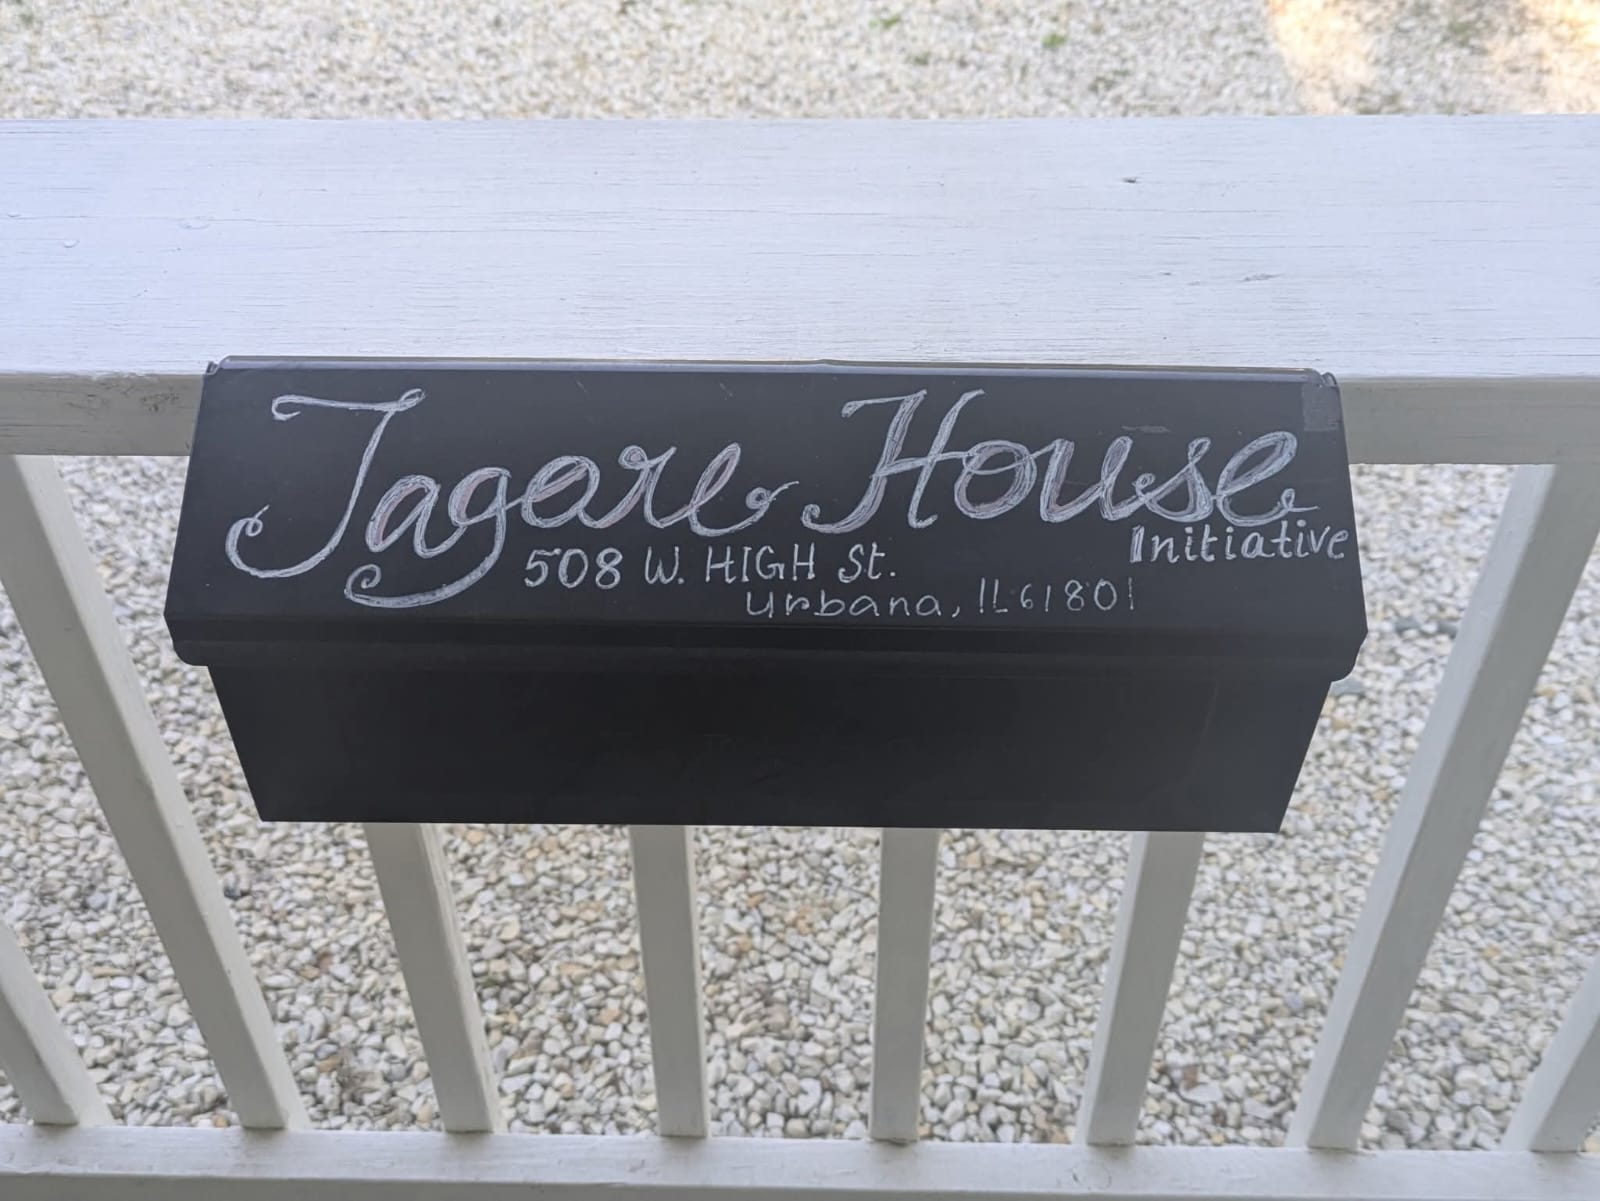 Tagore House
Initiative
508 W. HIGH St.
Urbana, IL 61801